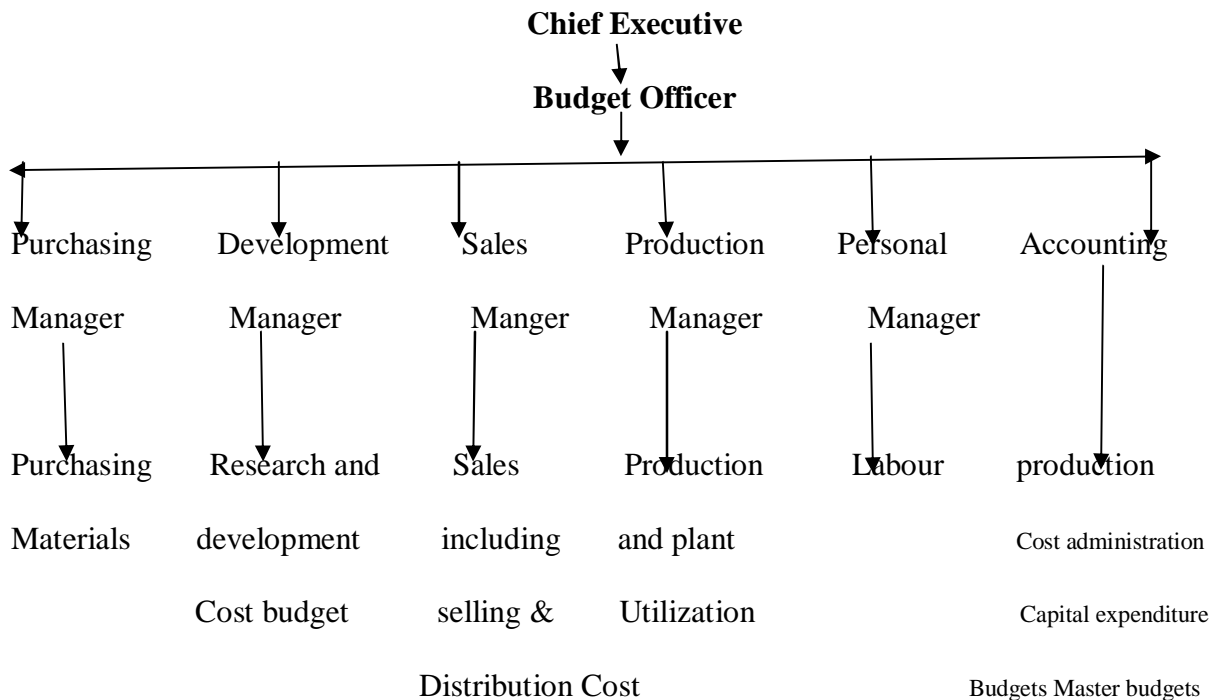 Chief Executive
Budget Officer
Purchasing Development Sales Production Personal Accounting
Manager Manager Manger Manager Manager
Purchasing Research and Sales Production Labour production
Materials development including and plant Cost administration
Cost budget selling & Utilization Capital expenditure
Distribution Cost Budgets Master budgets